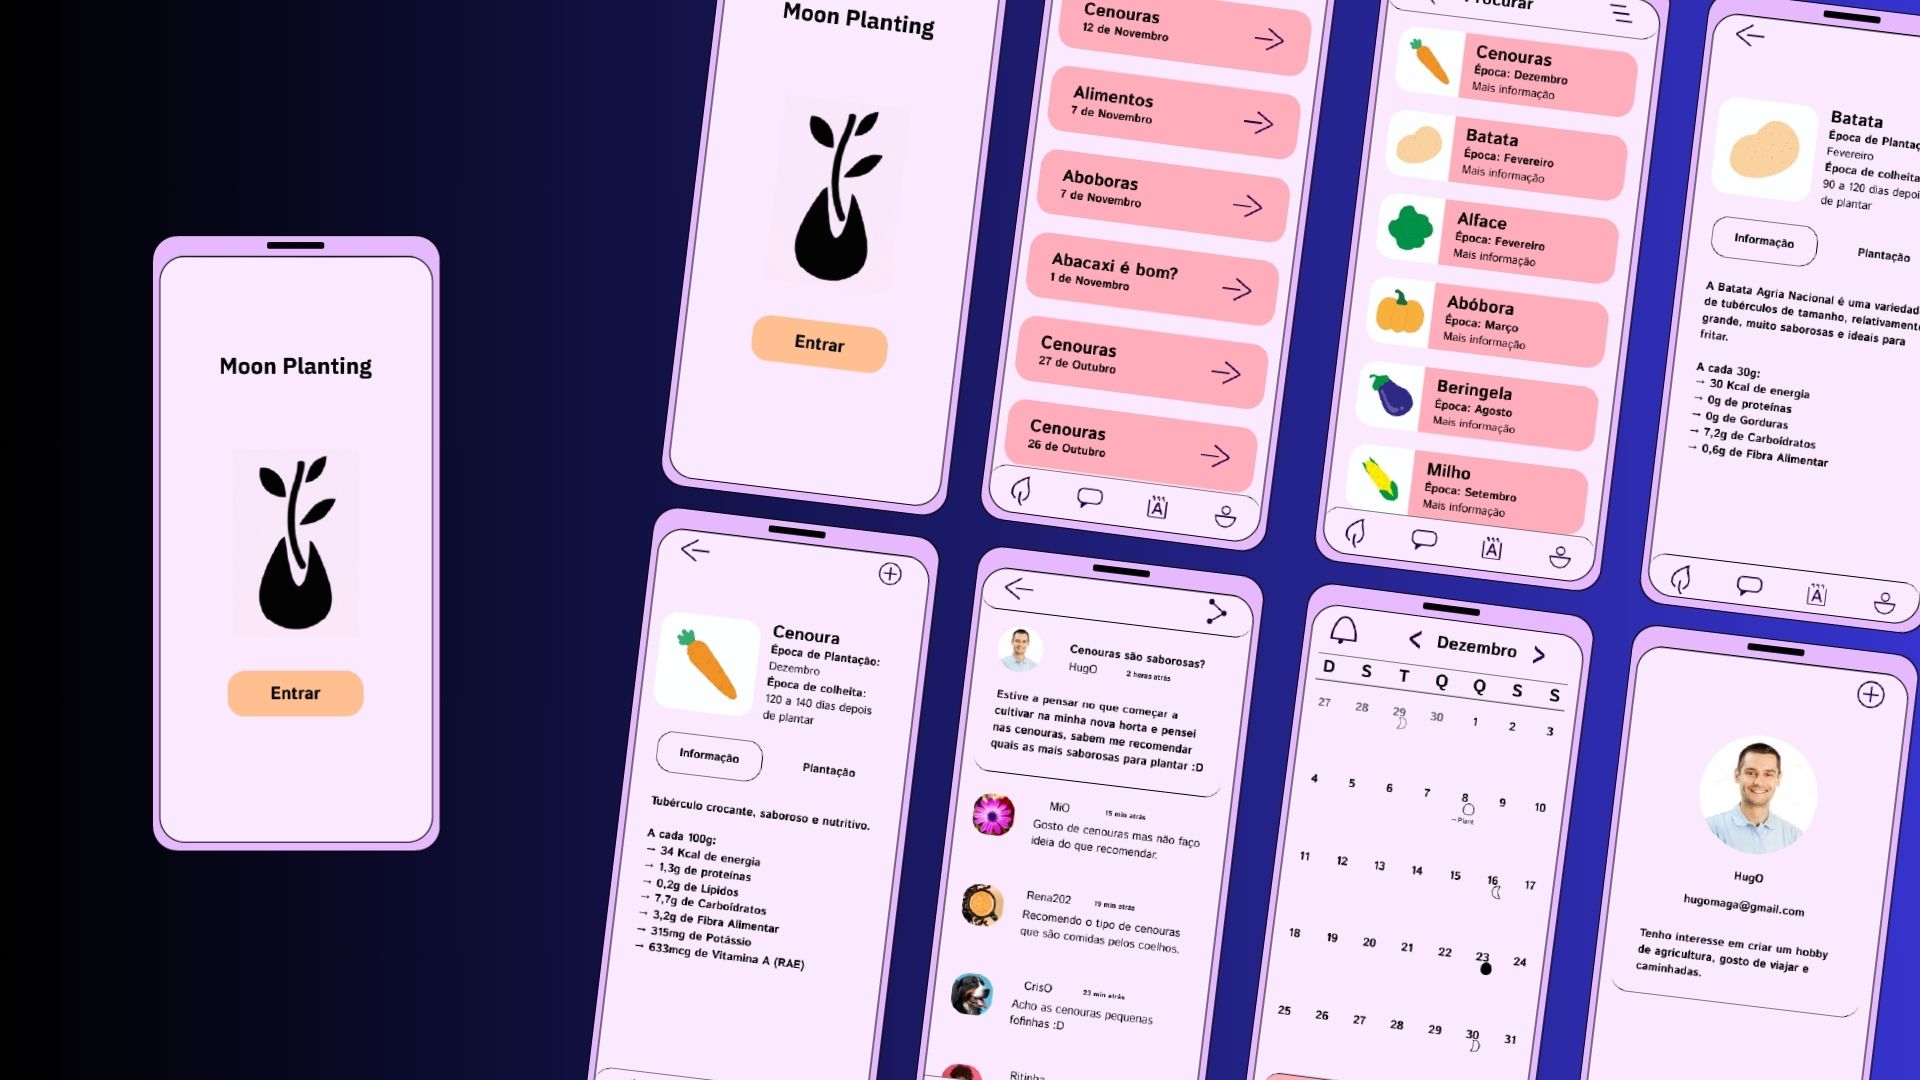 Moon Planting
Entrar
Moon Planting
Entrar
Cenouras
12 de Novembro
Alimentos
7 de Novembro
Aboboras
7 de Novembro
Abacaxi é bom?
1 de Novembro
Cenouras
27 de Outubro
Cenouras
26 de Outubro
Procurar
Cenouras
Época: Dezembro
Mais informação
Batata
Época: Fevereiro
Mais informação
Alface
Época: Fevereiro
Mais informação
Abóbora
Época: Março
Mais informação
Beringela
Época: Agosto
Mais informação
Milho
Época: Setembro
Mais informação
Batata
Época de Plantaç
Fevereiro
Época de colheita
90 a 120 dias depoi
de plantar
Informação
Plantação
A Batata Agria Nacional é uma variedad
de tubérculos de tamanho, relativament
grande, muito saborosas e ideais para
fritar.
A cada 30g:
→ 30 Kcal de energia
→ 0g de proteínas
→ 0g de Gorduras
→ 7,2g de Carboídratos
→ 0,6g de Fibra Alimentar
Cenoura
Época de Plantação:
Dezembro
Época de colheita:
120 a 140 dias depois
de plantar
Informação
Plantação
Tubérculo crocante, saboroso e nutritivo.
A cada 100g:
→ 34 Kcal de energia
→ 1,3g de proteínas
→ 0,2g de Lípidos
→ 7,7g de Carboídratos
→ 3,2g de Fibra Alimentar
→ 315mg de Potássio
→ 633mcg de Vitamina A (RAE)
Cenouras são saborosas?
HugO 2 horas atrás
Estive a pensar no que começar a
cultivar na minha nova horta e pensei
nas cenouras, sabem me recomendar
quais as mais saborosas para plantar :D
MiO 15 min atrás
Gosto de cenouras mas não faço
ideia do que recomendar.
Rena202 19 min atrás
Recomendo o tipo de cenouras
que são comidas pelos coelhos.
CrisO 23 min atrás
Acho as cenouras pequenas
fofinhas :D
Ritinha
< Dezembro >
D S T Q Q S S
27 28 29 30 1 2 3
4 5 6 7 8 9 10
→Plant
11 12 13 14 15 16 17
18 19 20 21 22 23 24
25 26 27 28 29 30 31
HugO
hugomaga@gmail.com
Tenho interesse em criar um hobby
de agricultura, gosto de viajar e
caminhadas.